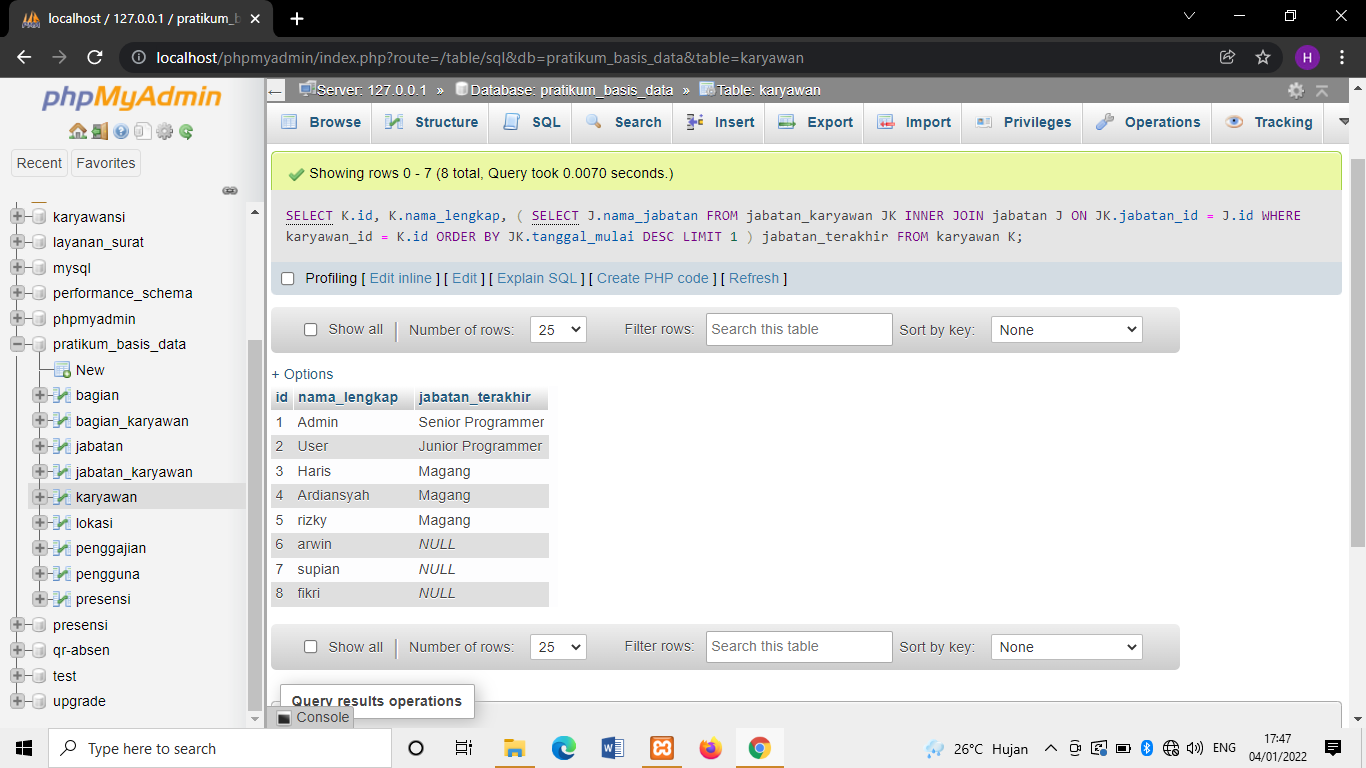 localhost / 127.0.0.1 / pratikum_b
localhost/phpmyadmin/index.php?route=/table/sql&db=pratikum_basis_data&table=karyawan
H
phpMyAdmin
Recent Favorites
karyawansi
layanan_surat
mysql
performance_schema
phpmyadmin
pratikum_basis_data
New
bagian
bagian_karyawan
jabatan
jabatan_karyawan
karyawan
lokasi
penggajian
pengguna
presensi
presensi
qr-absen
test
upgrade
Server: 127.0.0.1 » Database: pratikum_basis_data » Table: karyawan
Browse Structure SQL Search Insert Export Import Privileges Operations Tracking
Showing rows 0 - 7 (8 total, Query took 0.0070 seconds.)
SELECT K.id, K.nama_lengkap, ( SELECT J.nama_jabatan FROM jabatan_karyawan JK INNER JOIN jabatan J ON JK.jabatan_id = J.id WHERE
karyawan_id = K.id ORDER BY JK.tanggal_mulai DESC LIMIT 1 ) jabatan_terakhir FROM karyawan K;
Profiling [ Edit inline ] [ Edit ] [ Explain SQL ] [ Create PHP code ] [ Refresh ]
Show all Number of rows: 25 Filter rows: Search this table Sort by key: None
+ Options
id nama_lengkap jabatan_terakhir
1 Admin Senior Programmer
2 User Junior Programmer
3 Haris Magang
4 Ardiansyah Magang
5 rizky Magang
6 arwin NULL
7 supian NULL
8 fikri NULL
Show all Number of rows: 25 Filter rows: Search this table Sort by key: None
Query results operations
Console
Type here to search
26°C Hujan
ENG
17:47
04/01/2022